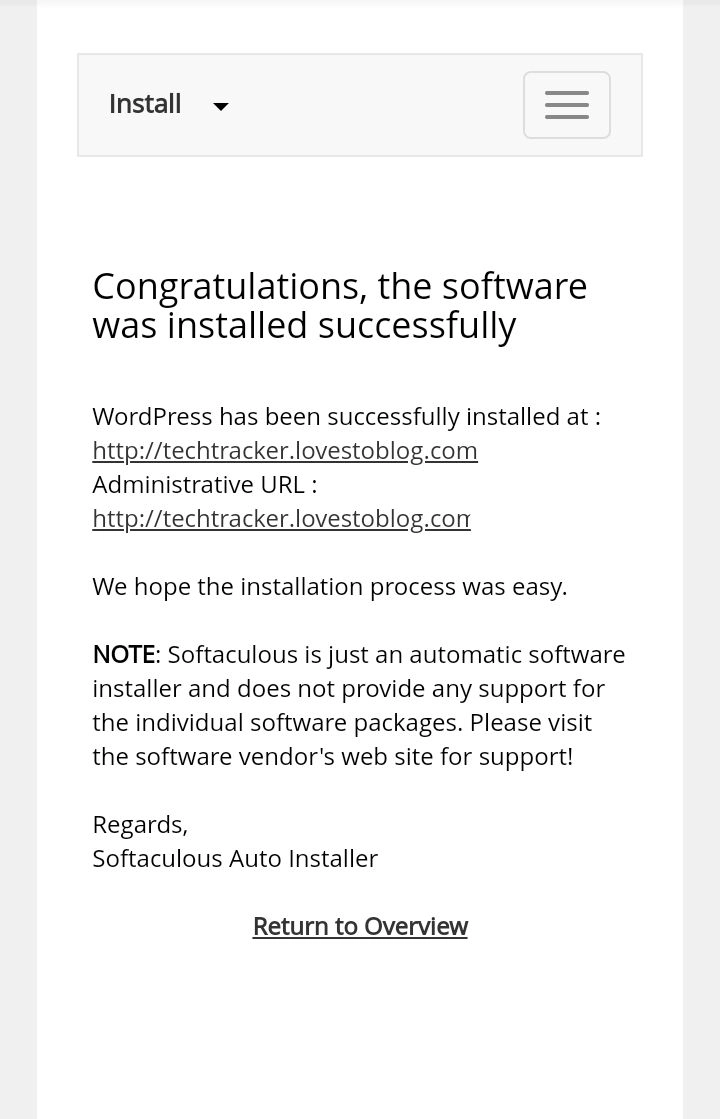 Install
Congratulations, the software
was installed successfully
WordPress has been successfully installed at :
http://techtracker.lovestoblog.com
Administrative URL :
http://techtracker.lovestoblog.com
We hope the installation process was easy.
NOTE: Softaculous is just an automatic software
installer and does not provide any support for
the individual software packages. Please visit
the software vendor's web site for support!
Regards,
Softaculous Auto Installer
Return to Overview